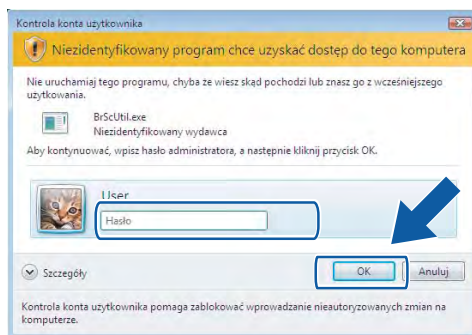 Kontrola konta użytkownika
Niezidentyfikowany program chce uzyskać dostęp do tego komputera
Nie uruchamiaj tego programu, chyba że wiesz skąd pochodzi lub znasz go z wcześniejszego
użytkowania.
BrScUtil.exe
Niezidentyfikowany wydawca
Aby kontynuować, wpisz hasło administratora, a następnie kliknij przycisk OK.
User
Hasło
Szczegóły
OK
Anuluj
Kontrola konta użytkownika pomaga zablokować wprowadzanie nieautoryzowanych zmian na
komputerze.